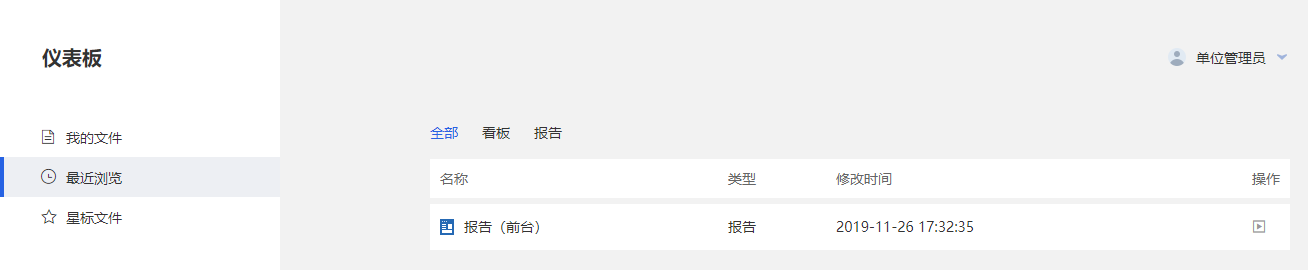 仪表板
单位管理员
我的文件
最近浏览
星标文件
全部 看板 报告
名称 类型 修改时间 操作
报告（前台） 报告 2019-11-26 17:32:35